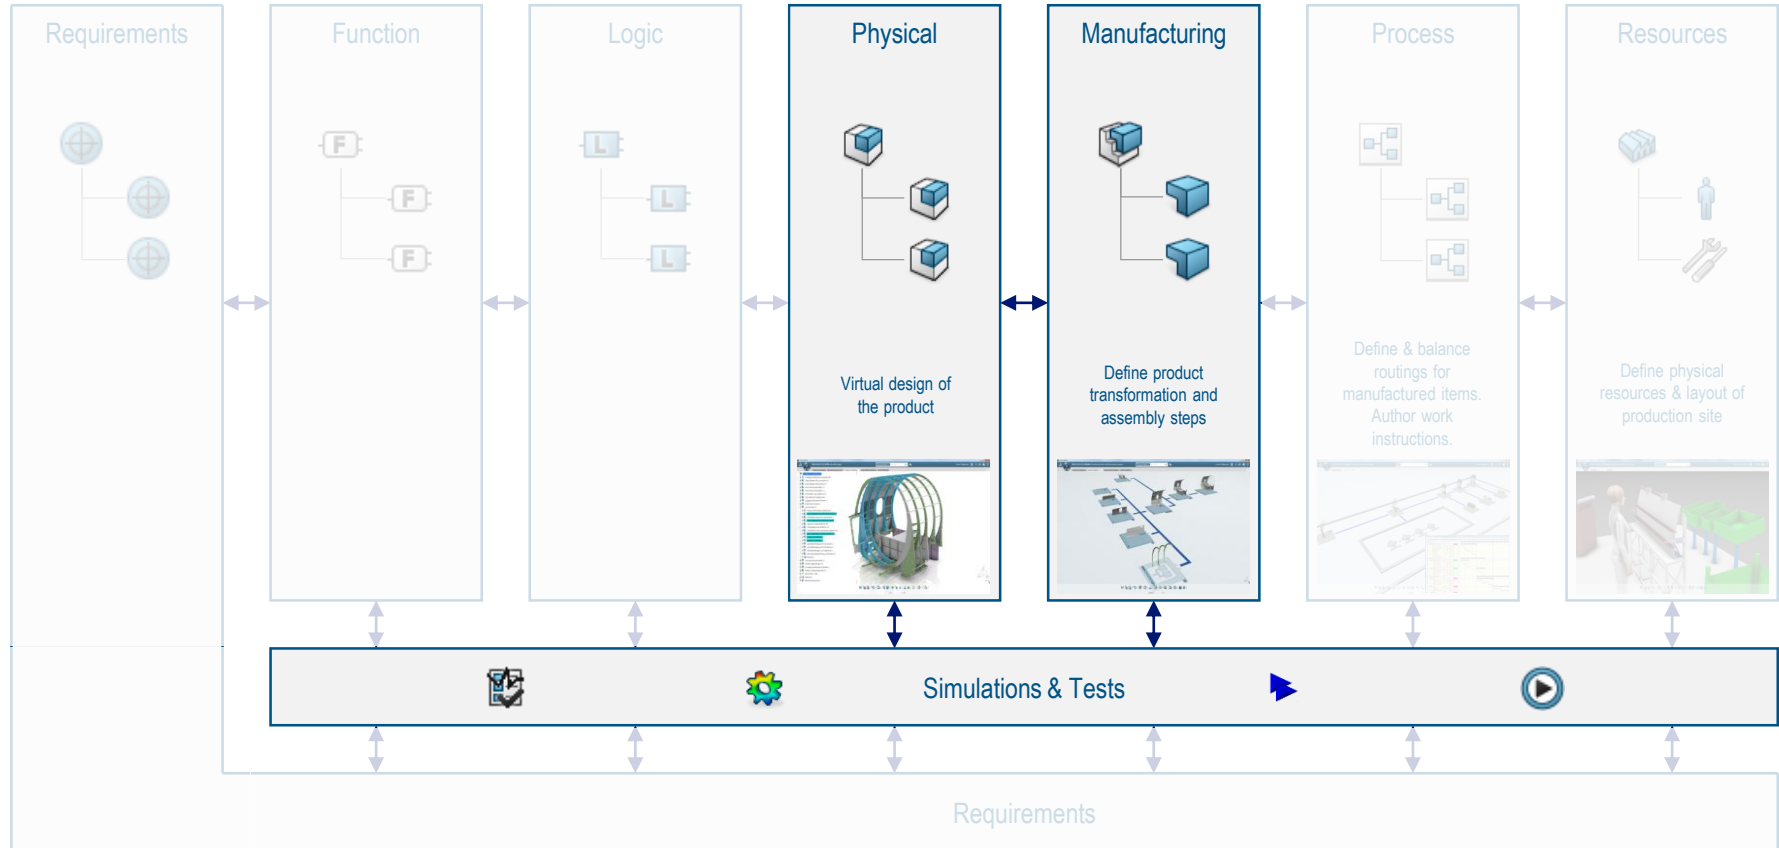 Requirements
Function
Logic
Physical
Manufacturing
Process
Resources
F
F
F
L
L
L
Virtual design of
the product
Define product
transformation and
assembly steps
Define & balance
routings for
manufactured items.
Author work
instructions.
Define physical
resources & layout of
production site
Simulations & Tests
Requirements